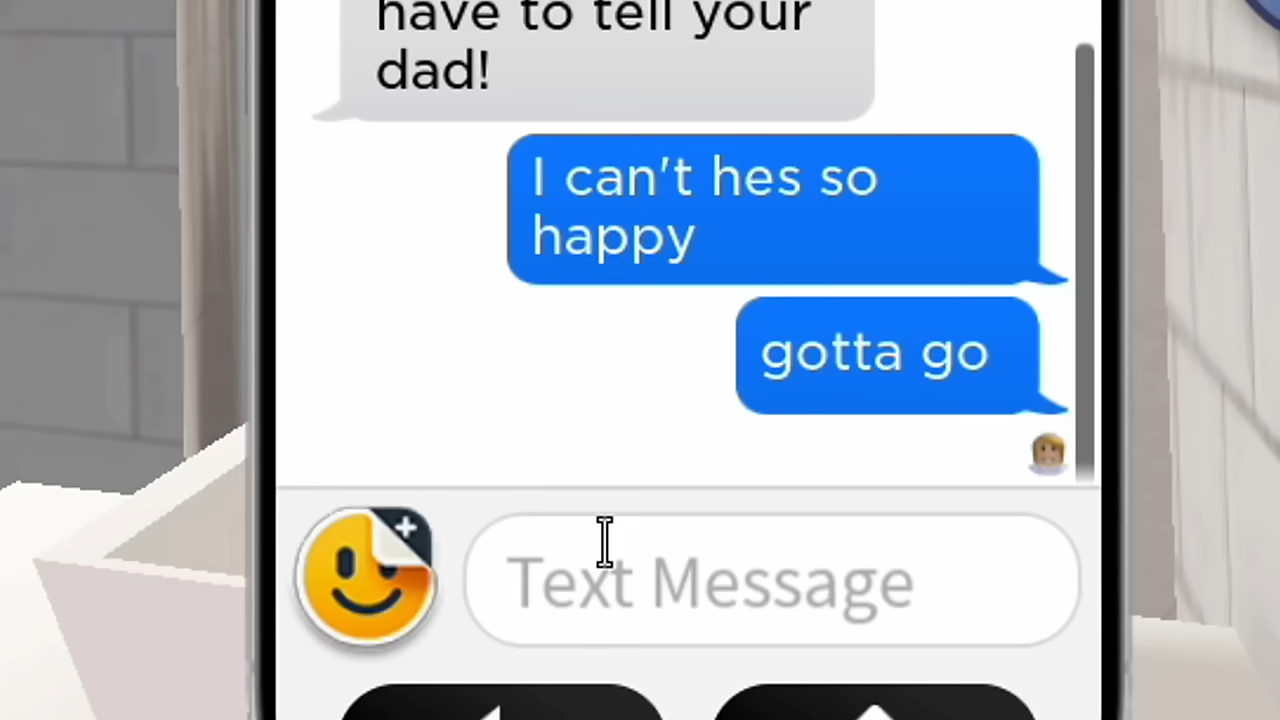 have to tell your
dad!
I can't hes so
happy
gotta go
Text Message